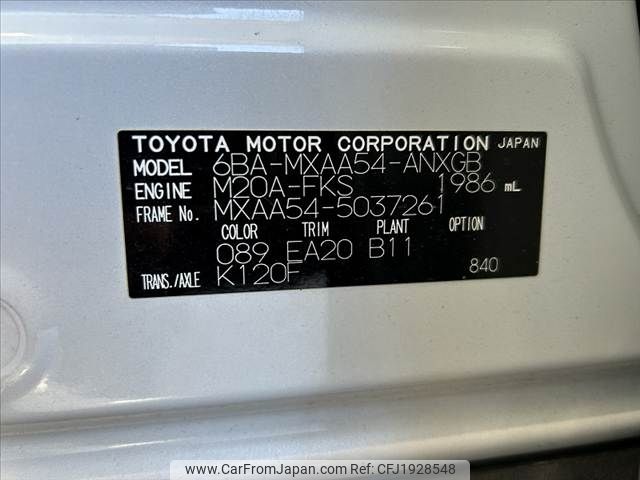 TOYOTA MOTOR CORPORATION JAPAN
MODEL 6BA-MXAA54-ANXGB
ENGINE M20A-FKS 1986 mL
FRAME No. MXAA54-5037261
COLOR TRIM PLANT OPTION
089 EA20 B11
TRANS./AXLE K120F 840
www.CarFromJapan.com CFJ1928548